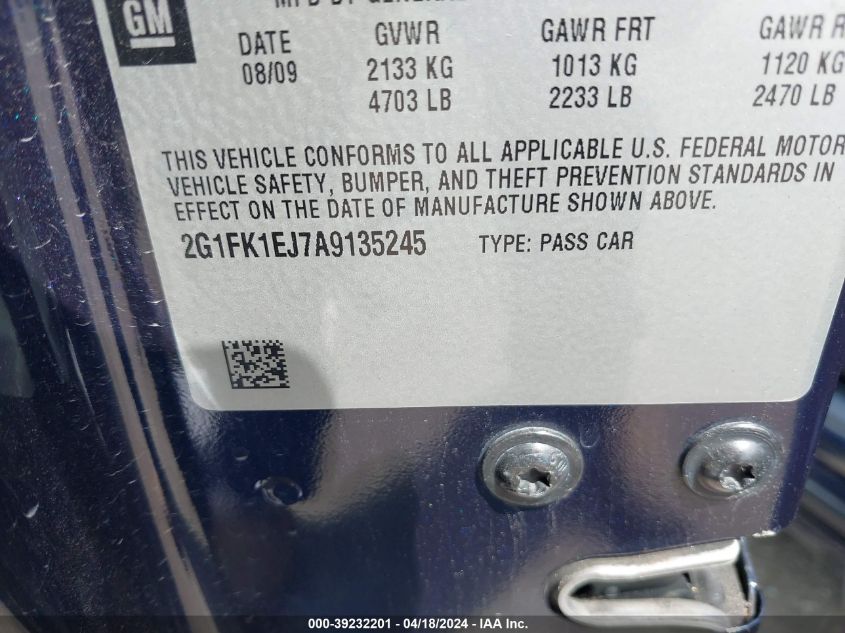 GM
DATE GVWR GAWR FRT GAWR R
08/09 2133 KG 1013 KG 1120 KG
4703 LB 2233 LB 2470 LB
THIS VEHICLE CONFORMS TO ALL APPLICABLE U.S. FEDERAL MOTOR
VEHICLE SAFETY, BUMPER, AND THEFT PREVENTION STANDARDS IN
EFFECT ON THE DATE OF MANUFACTURE SHOWN ABOVE.
2G1FK1EJ7A9135245 TYPE: PASS CAR
000-39232201 - 04/18/2024 - IAA Inc.